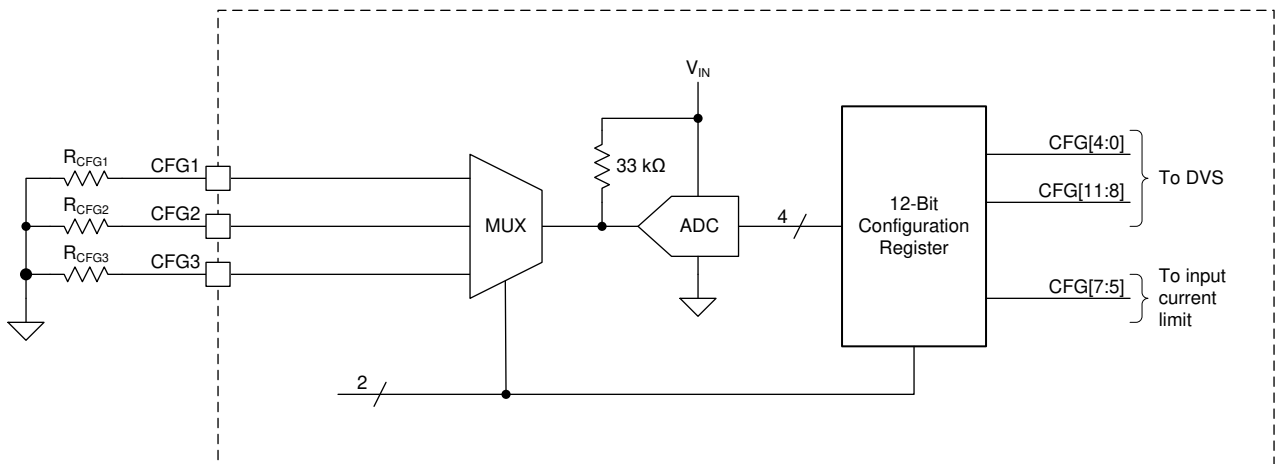 V_IN
R_CFG1
CFG1
33 kΩ
CFG[4:0]
To DVS
R_CFG2
CFG2
MUX
ADC
4
12-Bit
Configuration
Register
CFG[11:8]
R_CFG3
CFG3
CFG[7:5]
To input
current
limit
2